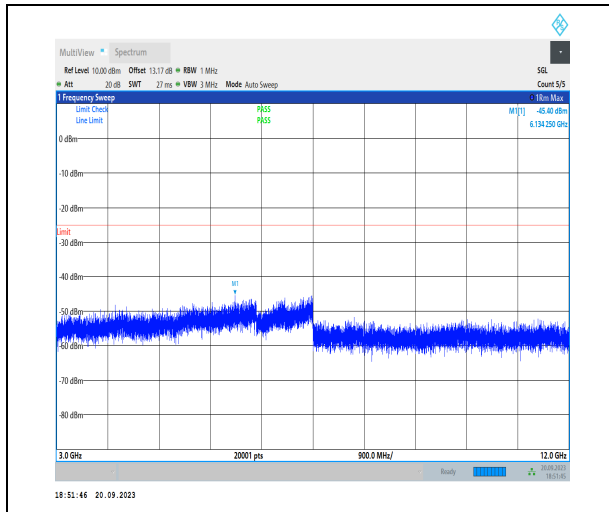 MultiView Spectrum
Ref Level 10.00 dBm Offset 13.17 dB RBW 1 MHz SGL
Att 20 dB SWT 27 ms VBW 3 MHz Mode Auto Sweep Count 5/5
1 Frequency Sweep 1Rm Max
Limit Check PASS M1[1] -45.40 dBm
Line Limit PASS 6.134 250 GHz
0 dBm
-10 dBm
-20 dBm
Limit
-30 dBm
-40 dBm
M1
-50 dBm
-60 dBm
-70 dBm
-80 dBm
3.0 GHz 20001 pts 900.0 MHz/ 12.0 GHz
Ready 20.09.2023
18:51:45
18:51:46 20.09.2023